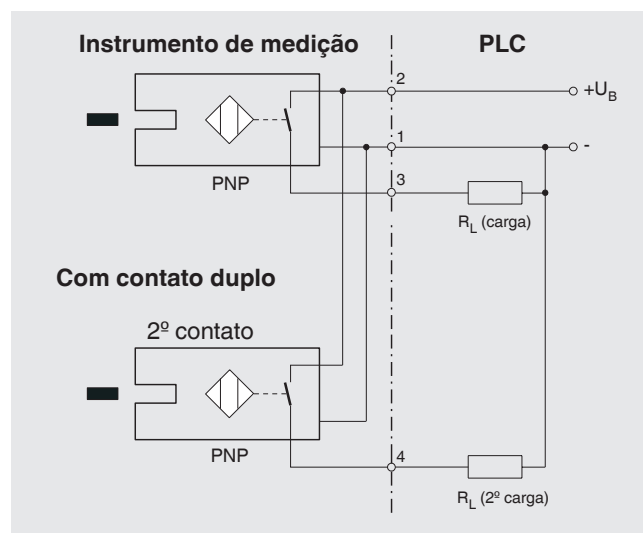 Instrumento de medição
PLC
2
+U_B
1
-
3
PNP
R_L (carga)
Com contato duplo
2º contato
PNP
4
R_L (2º carga)